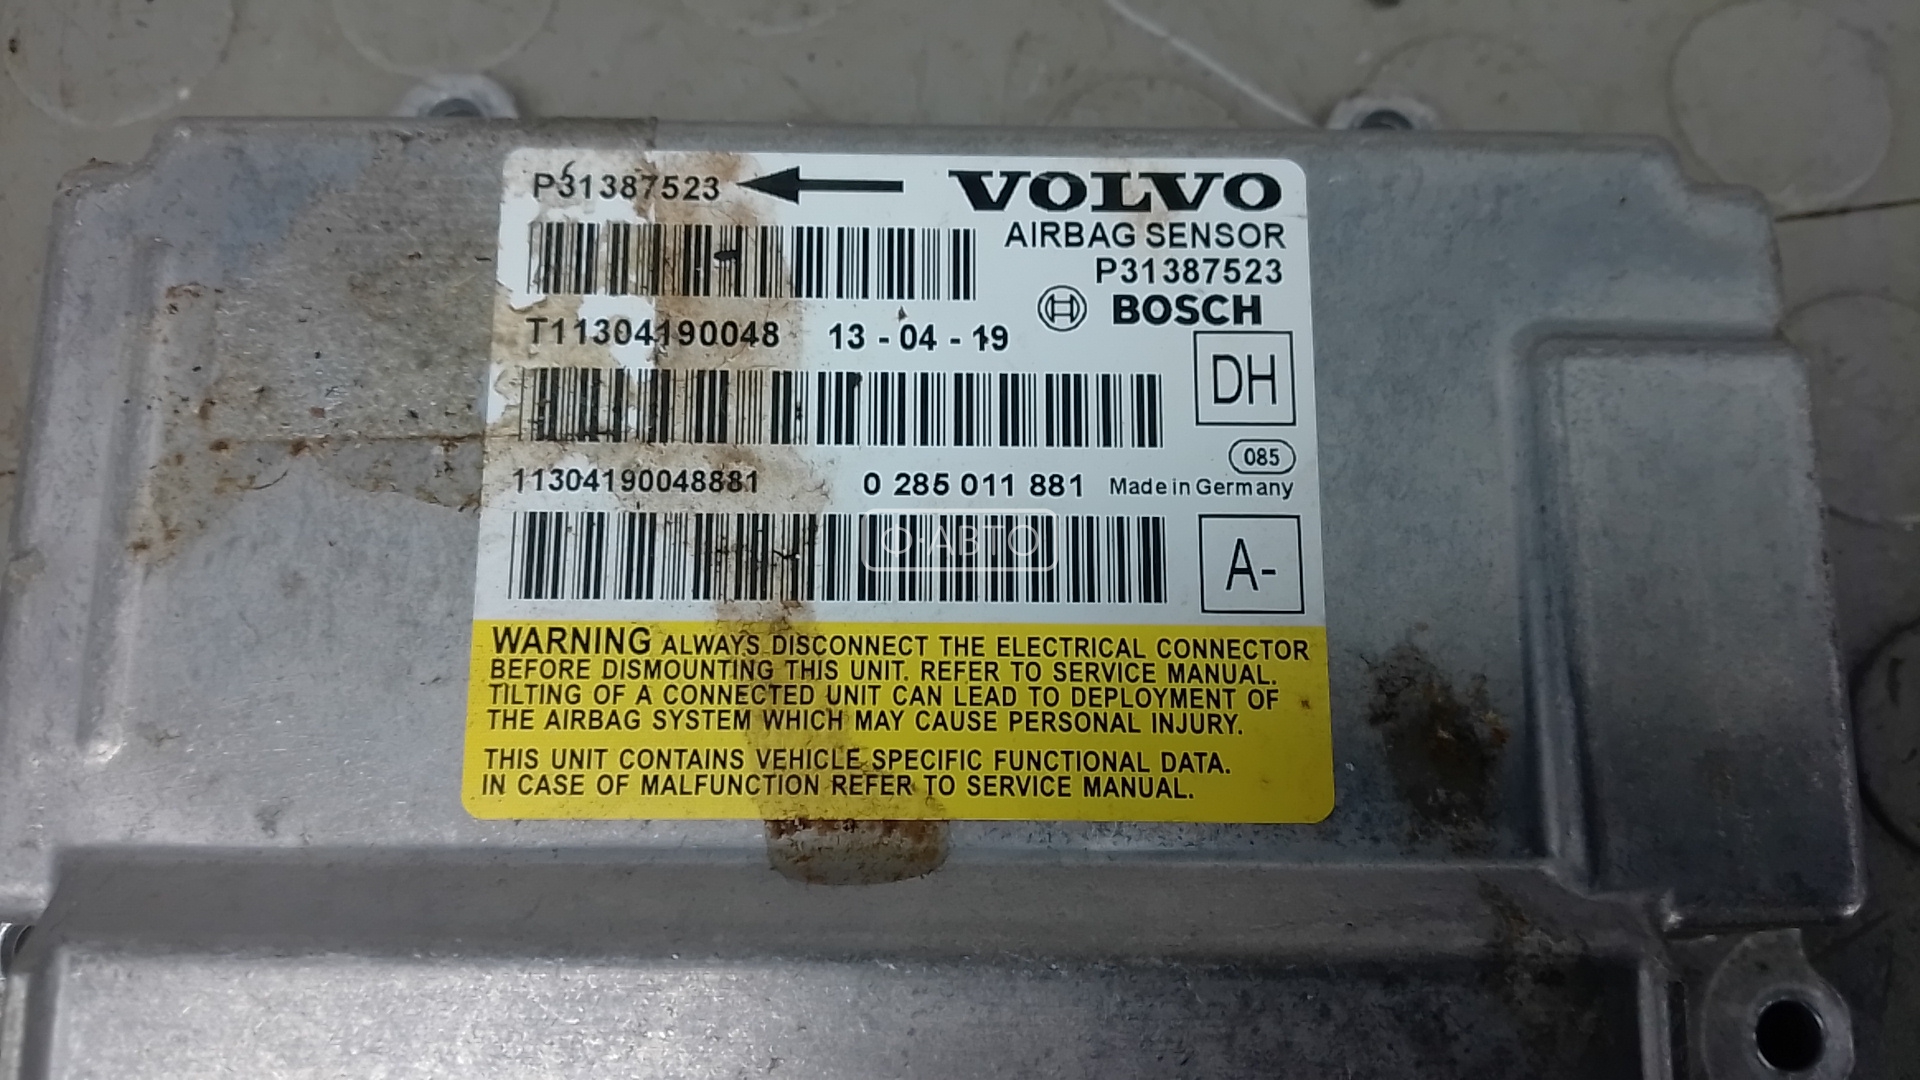 P31387523 VOLVO
AIRBAG SENSOR
P31387523
BOSCH
T11304190048 13 - 04 - 19
DH
085
11304190048881 0 285 011 881 Made in Germany
О-АВТО
A-
WARNING ALWAYS DISCONNECT THE ELECTRICAL CONNECTOR
BEFORE DISMOUNTING THIS UNIT. REFER TO SERVICE MANUAL.
TILTING OF A CONNECTED UNIT CAN LEAD TO DEPLOYMENT OF
THE AIRBAG SYSTEM WHICH MAY CAUSE PERSONAL INJURY.
THIS UNIT CONTAINS VEHICLE SPECIFIC FUNCTIONAL DATA.
IN CASE OF MALFUNCTION REFER TO SERVICE MANUAL.